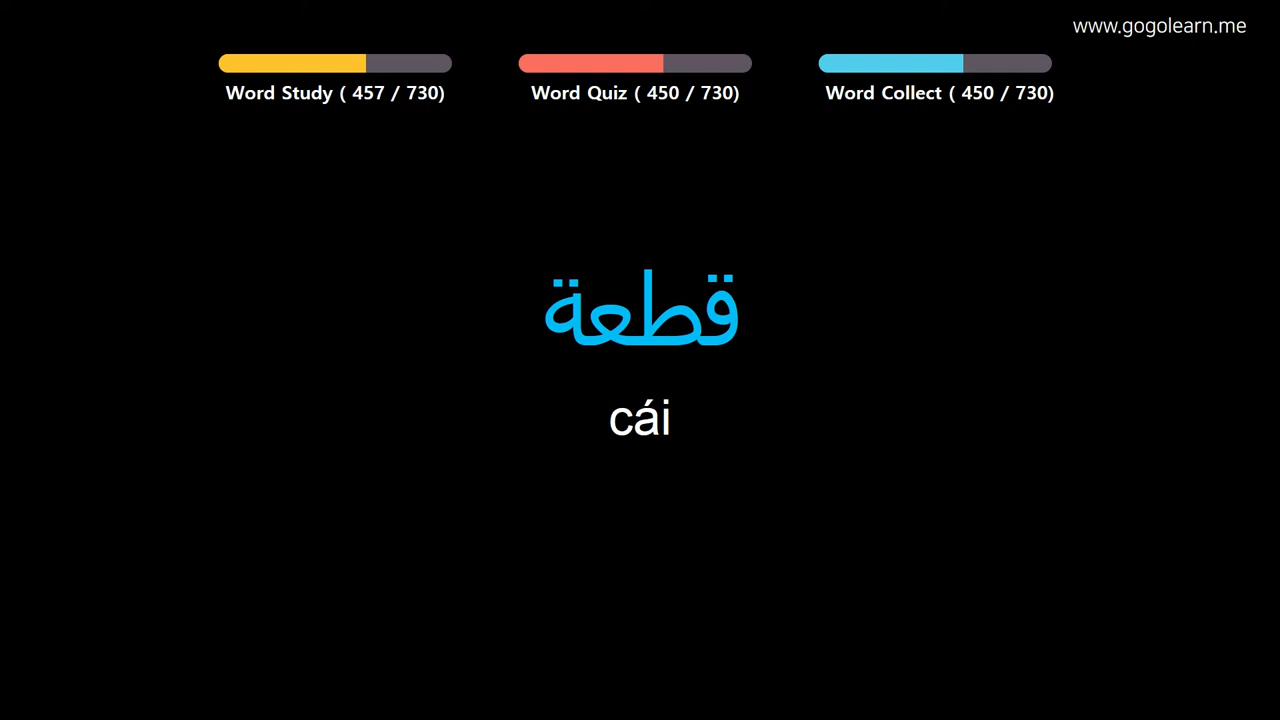 www.gogolearn.me
Word Study ( 457 / 730)
Word Quiz ( 450 / 730)
Word Collect ( 450 / 730)
قطعة
cái